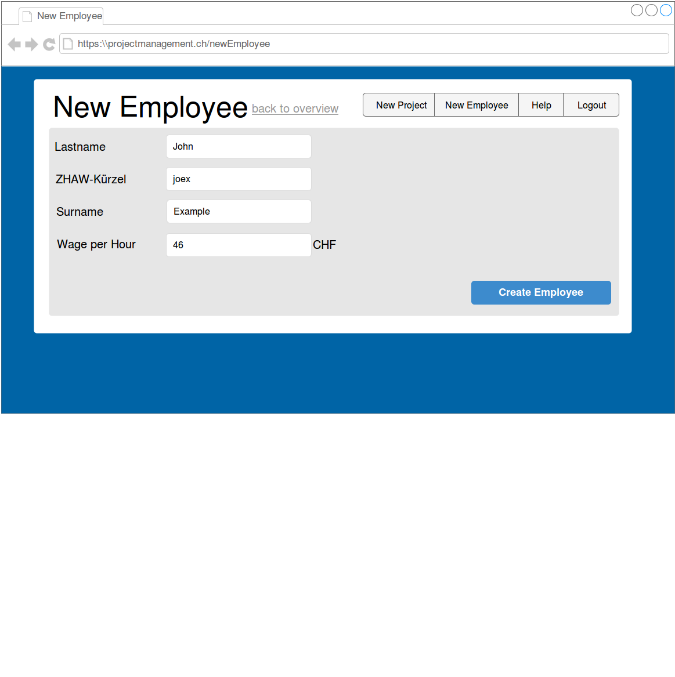 New Employee
https:\\projectmanagement.ch/newEmployee
New Employee back to overview New Project New Employee Help Logout
Lastname John
ZHAW-Kürzel joex
Surname Example
Wage per Hour 46 CHF
Create Employee